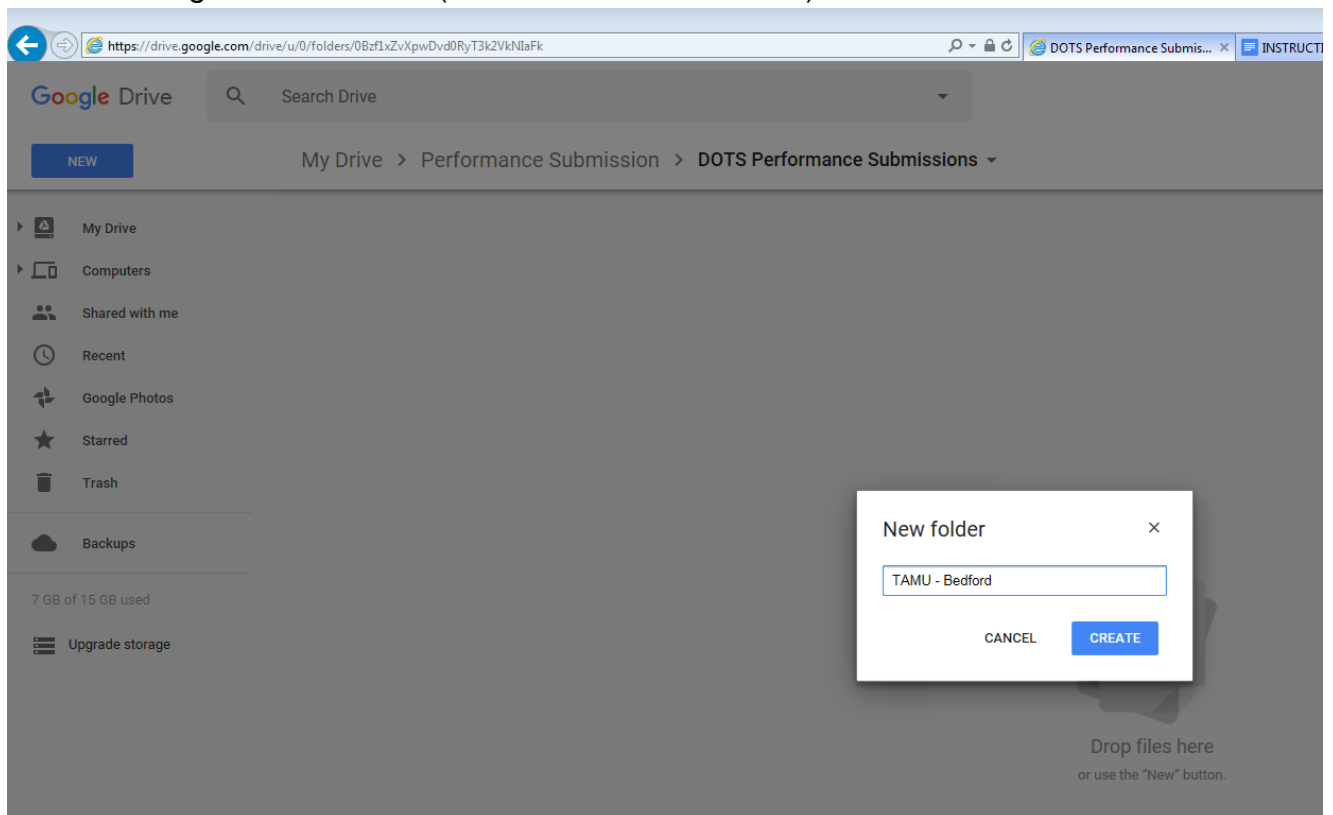 https://drive.google.com/drive/u/0/folders/0Bzf1xZvXpwDvd0RyT3k2VkNIaFk
DOTS Performance Submis...
INSTRUCTI
Google Drive
Search Drive
NEW
My Drive > Performance Submission > DOTS Performance Submissions
My Drive
Computers
Shared with me
Recent
Google Photos
Starred
Trash
Backups
7 GB of 15 GB used
Upgrade storage
New folder
TAMU - Bedford
CANCEL CREATE
Drop files here
or use the "New" button.